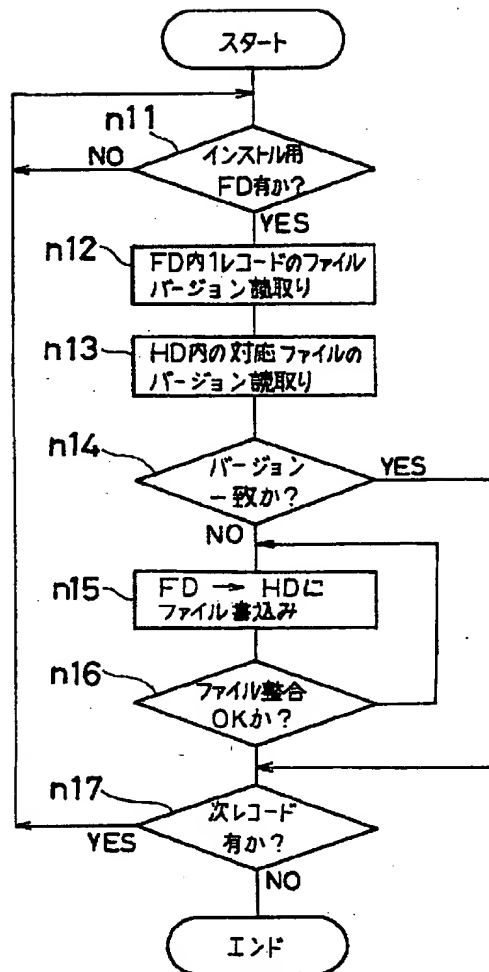 スタート
n11
インストル用
FD有か?
NO
YES
n12
FD内1レコードのファイル
バージョン読取り
n13
HD内の対応ファイルの
バージョン読取り
n14
バージョン
一致か?
YES
NO
n15
FD → HDに
ファイル書込み
n16
ファイル整合
OKか?
n17
次レコード
有か?
YES
NO
エンド